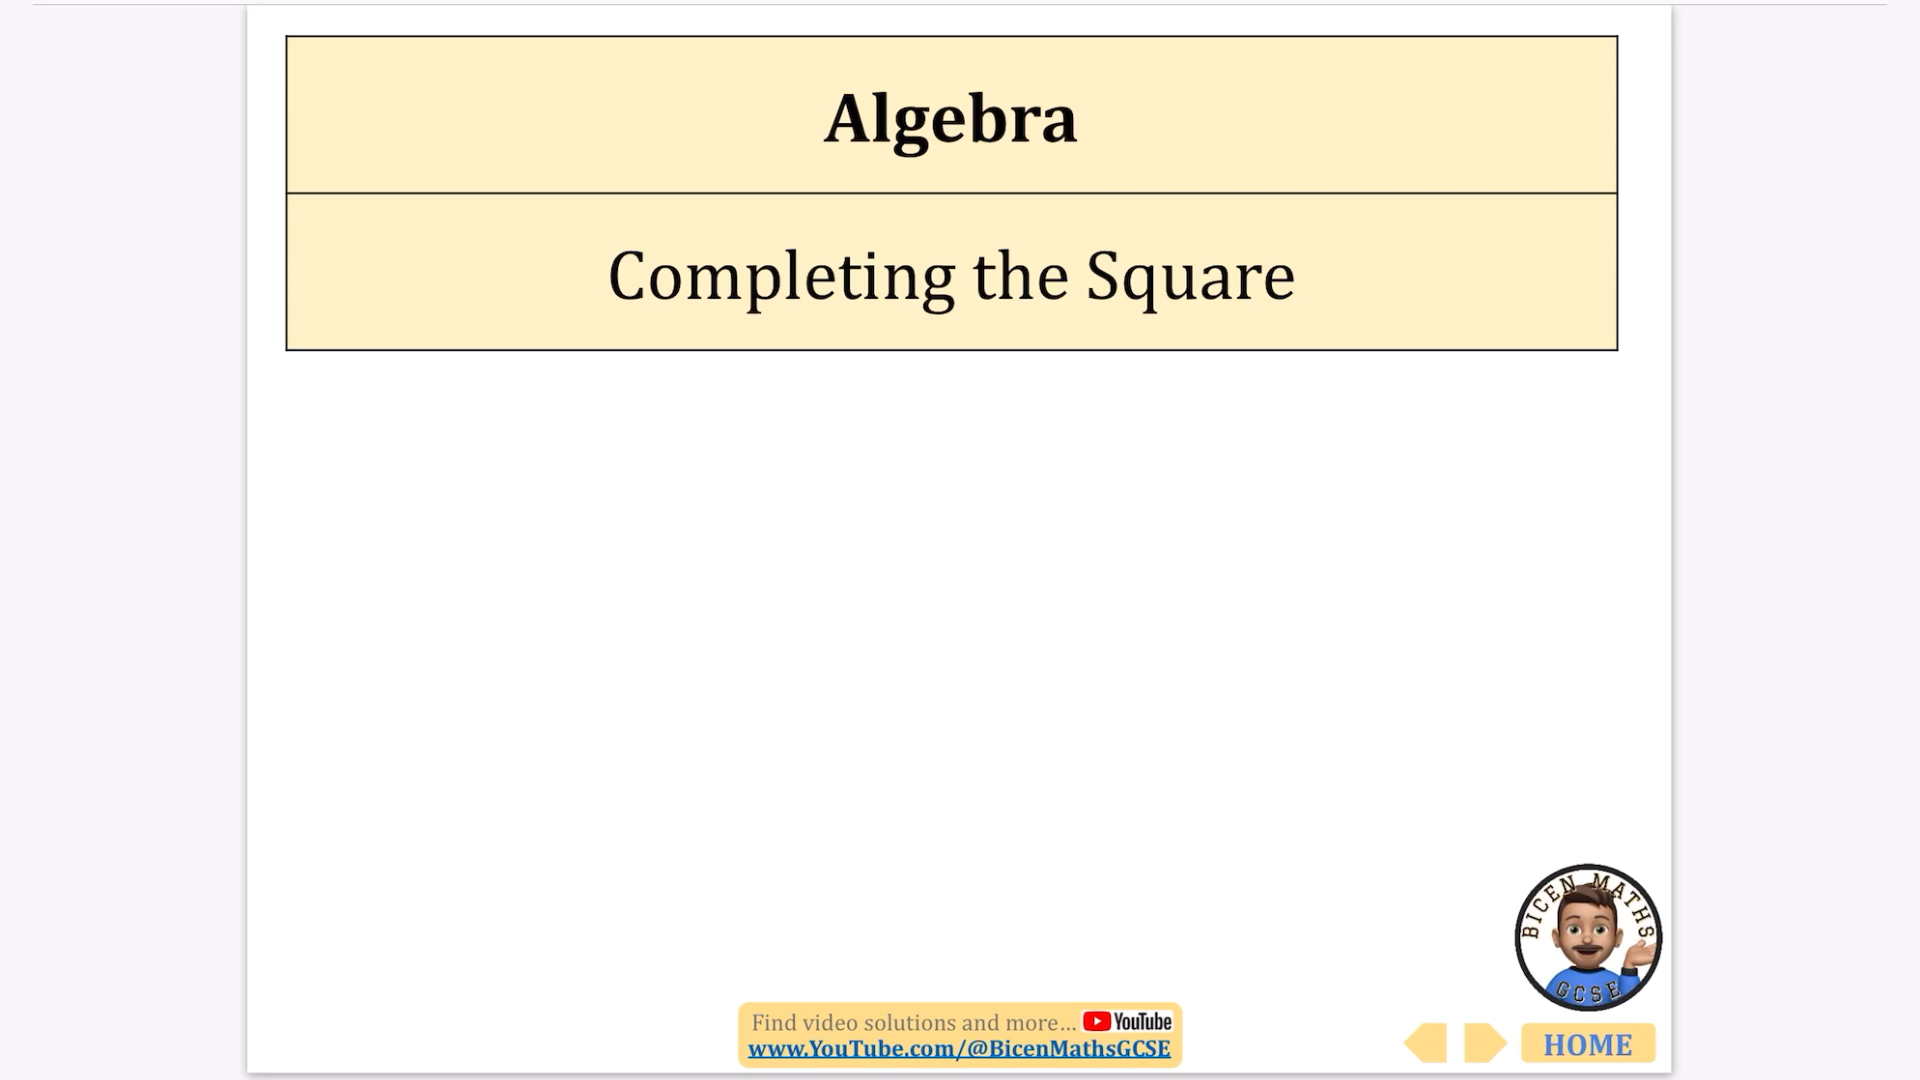 Algebra
Completing the Square
BICEN MATHS
GCSE
Find video solutions and more... YouTube
www.YouTube.com/@BicenMathsGCSE
HOME